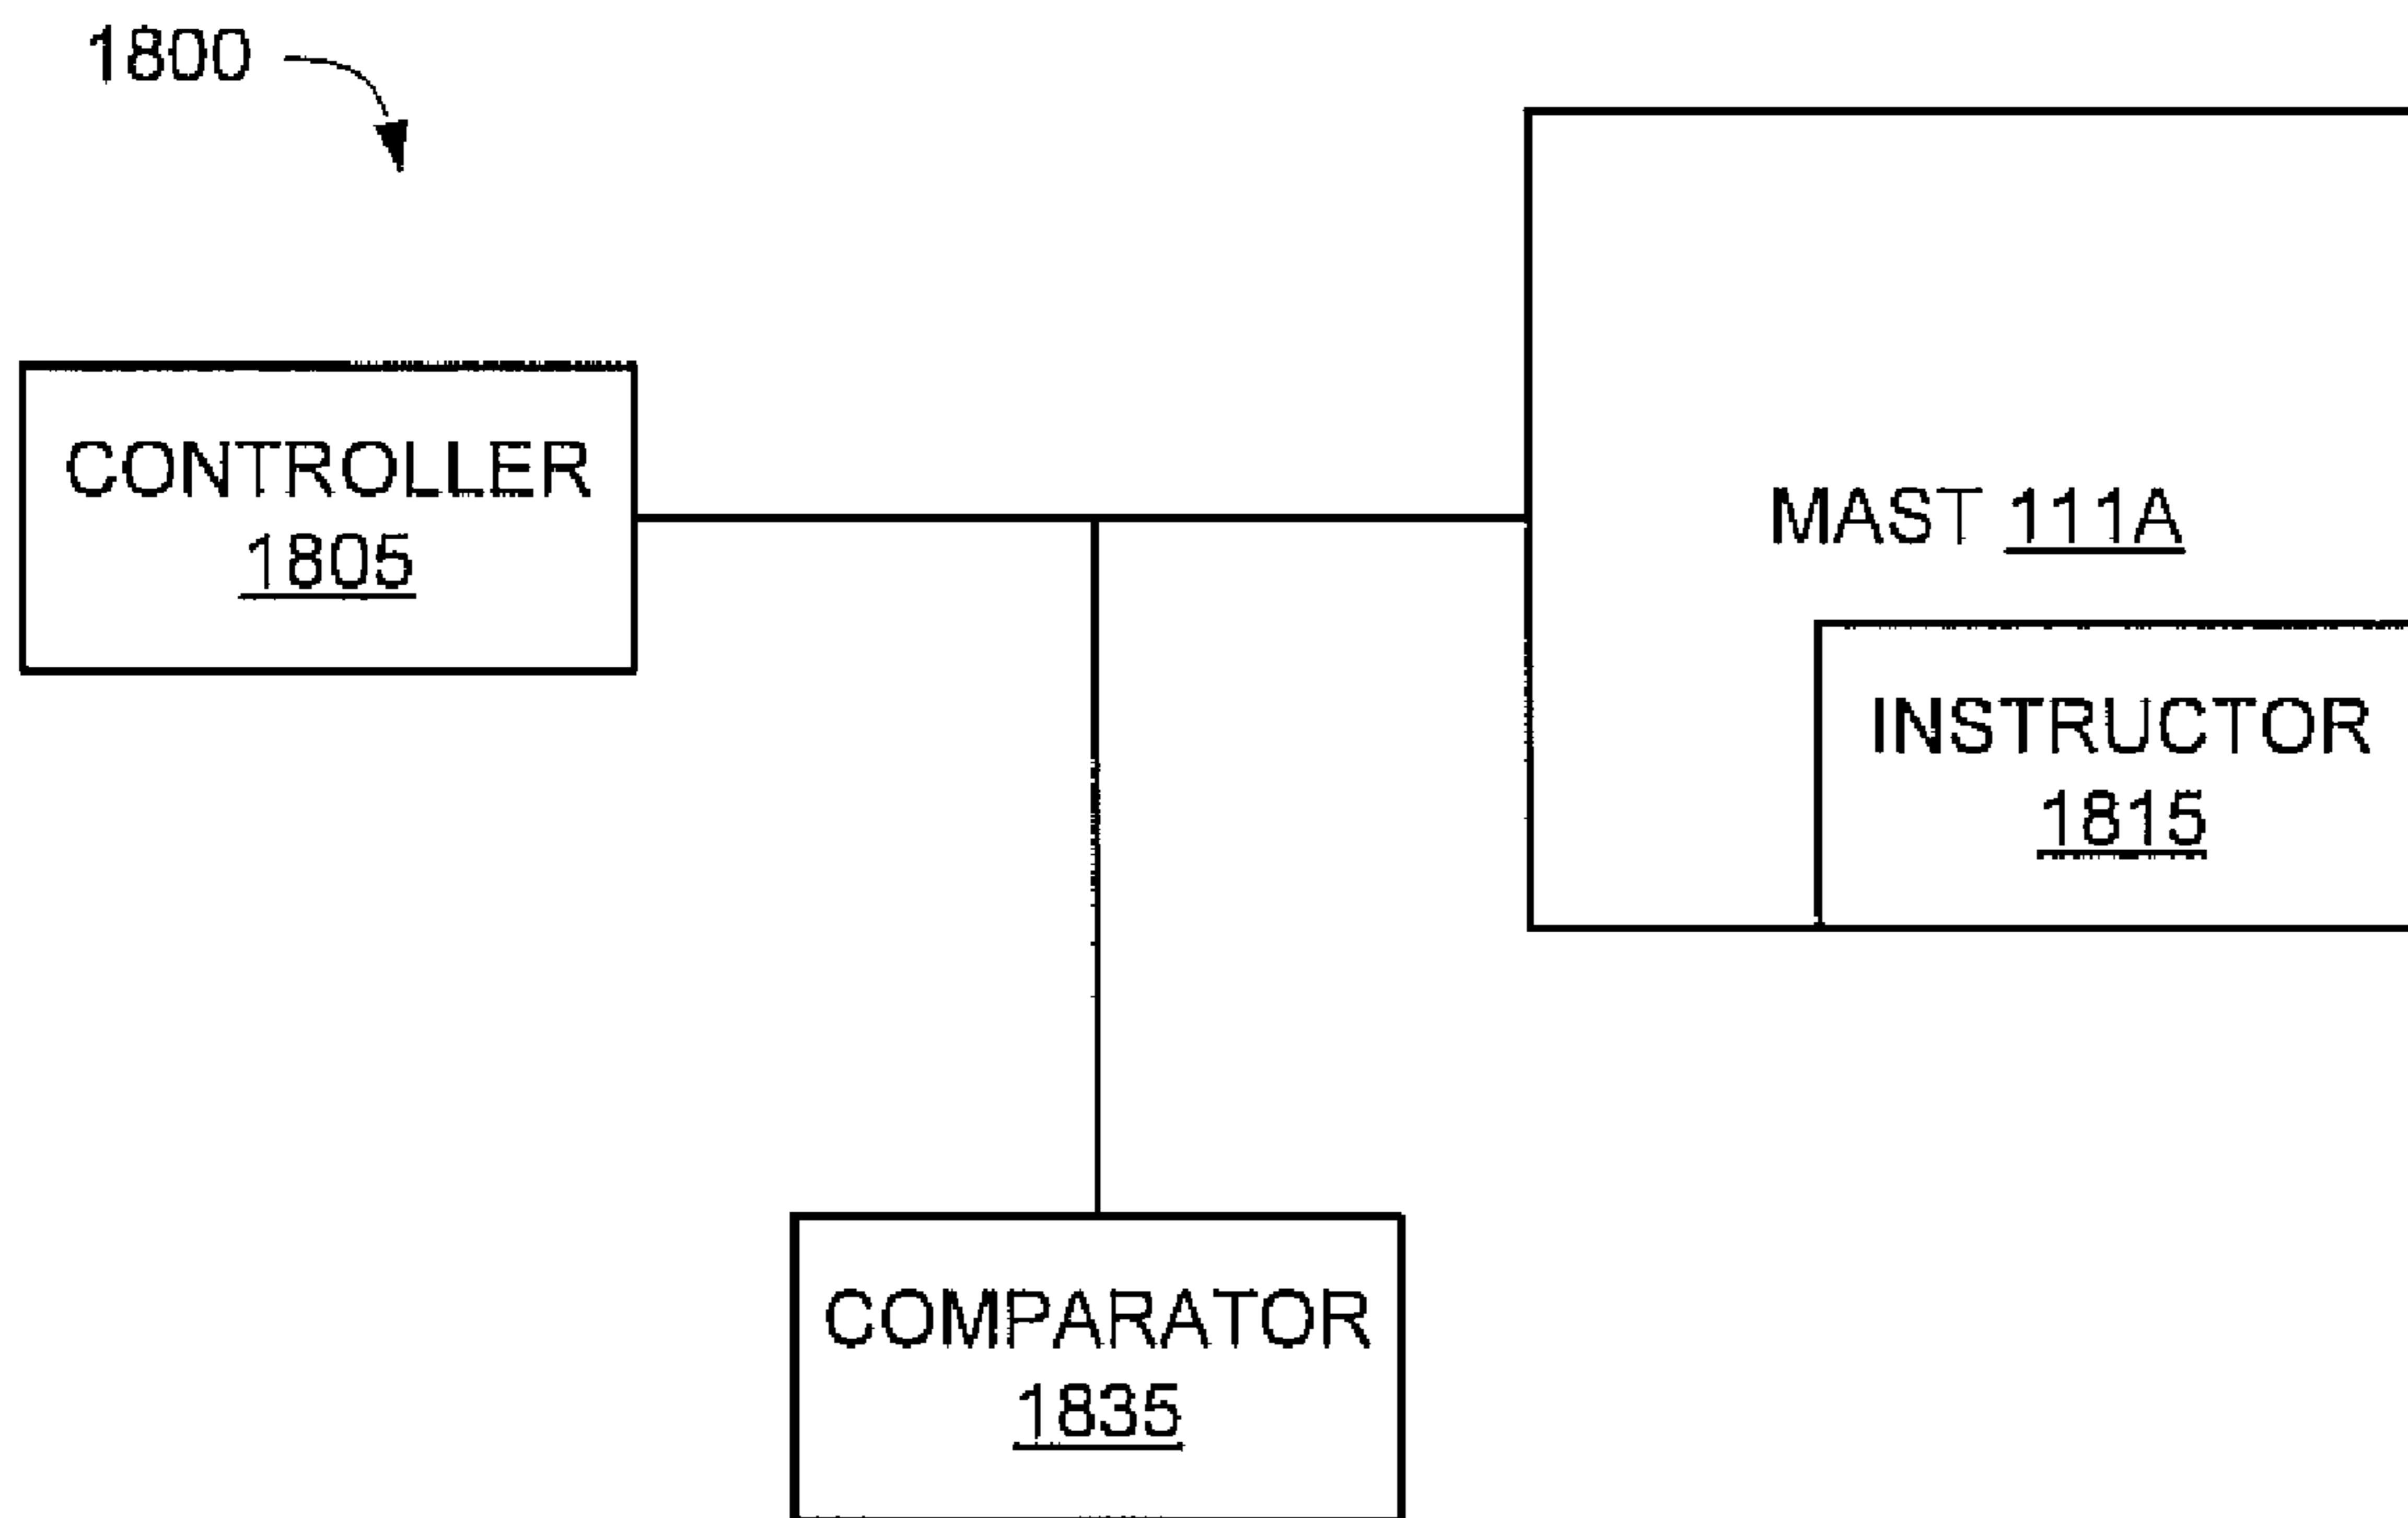 1800
CONTROLLER
1805
MAST 111A
INSTRUCTOR
1815
COMPARATOR
1835